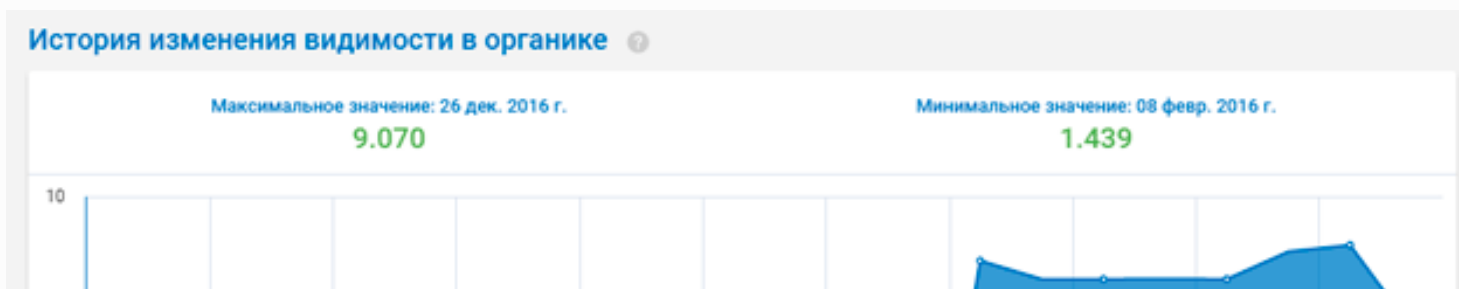 История изменения видимости в органике ?
Максимальное значение: 26 дек. 2016 г.
9.070
Минимальное значение: 08 февр. 2016 г.
1.439
10